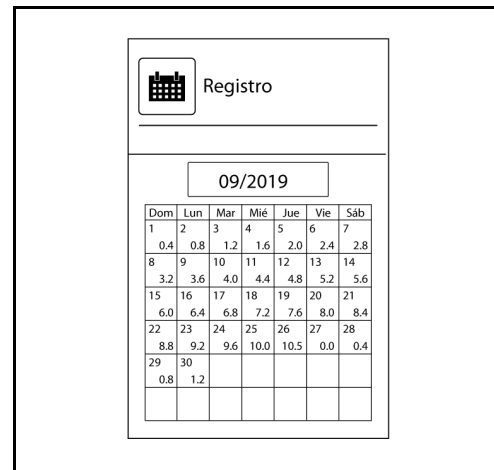 Registro
09/2019
Dom Lun Mar Mié Jue Vie Sáb
1 2 3 4 5 6 7
0.4 0.8 1.2 1.6 2.0 2.4 2.8
8 9 10 11 12 13 14
3.2 3.6 4.0 4.4 4.8 5.2 5.6
15 16 17 18 19 20 21
6.0 6.4 6.8 7.2 7.6 8.0 8.4
22 23 24 25 26 27 28
8.8 9.2 9.6 10.0 10.5 0.0 0.4
29 30
0.8 1.2